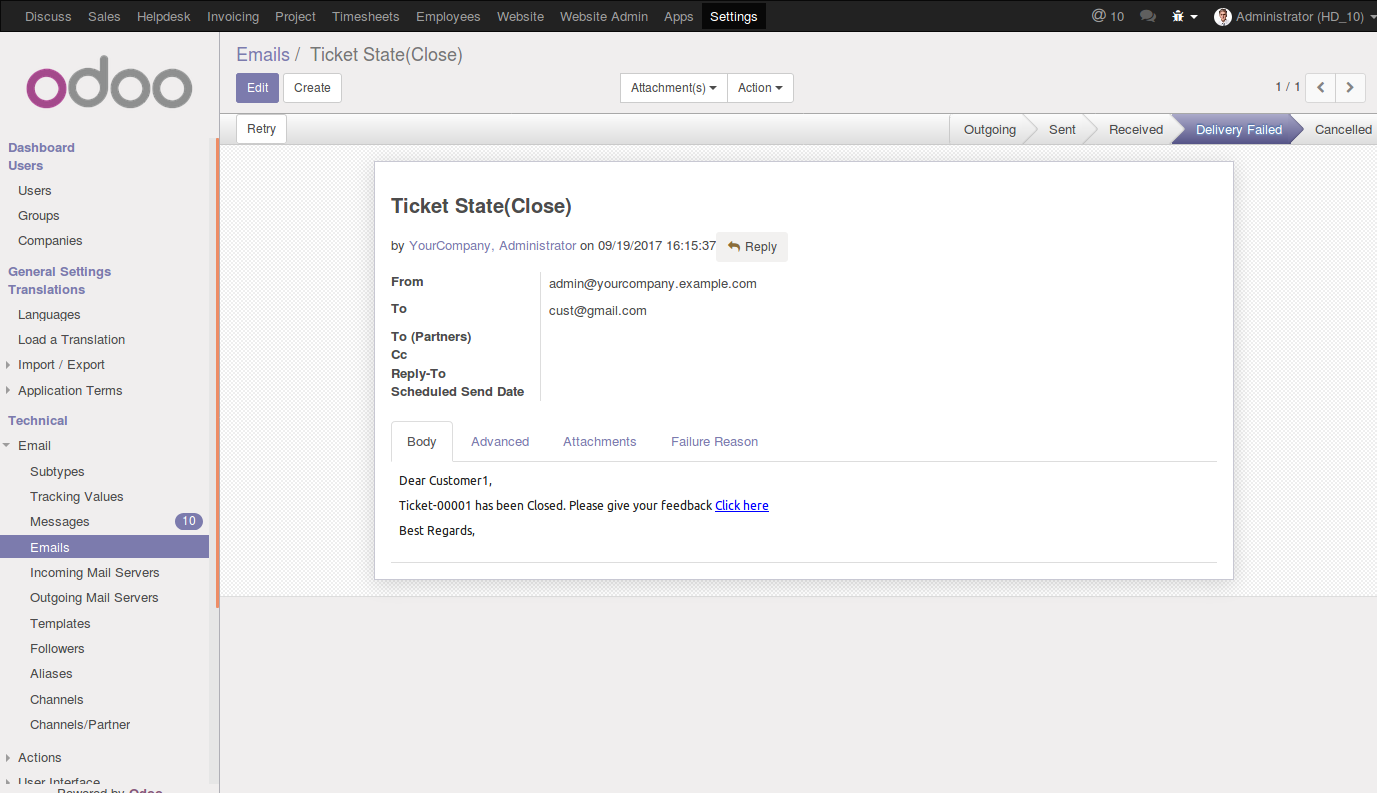 Discuss Sales Helpdesk Invoicing Project Timesheets Employees Website Website Admin Apps Settings @ 10 Administrator (HD_10)
odoo
Dashboard
Users
Users
Groups
Companies
General Settings
Translations
Languages
Load a Translation
Import / Export
Application Terms
Technical
Email
Subtypes
Tracking Values
Messages 10
Emails
Incoming Mail Servers
Outgoing Mail Servers
Templates
Followers
Aliases
Channels
Channels/Partner
Actions
User Interface
Powered by Odoo
Emails / Ticket State(Close)
Edit Create Attachment(s) Action 1 / 1
Retry Outgoing Sent Received Delivery Failed Cancelled
Ticket State(Close)
by YourCompany, Administrator on 09/19/2017 16:15:37 Reply
From admin@yourcompany.example.com
To cust@gmail.com
To (Partners)
Cc
Reply-To
Scheduled Send Date
Body Advanced Attachments Failure Reason
Dear Customer1,
Ticket-00001 has been Closed. Please give your feedback Click here
Best Regards,